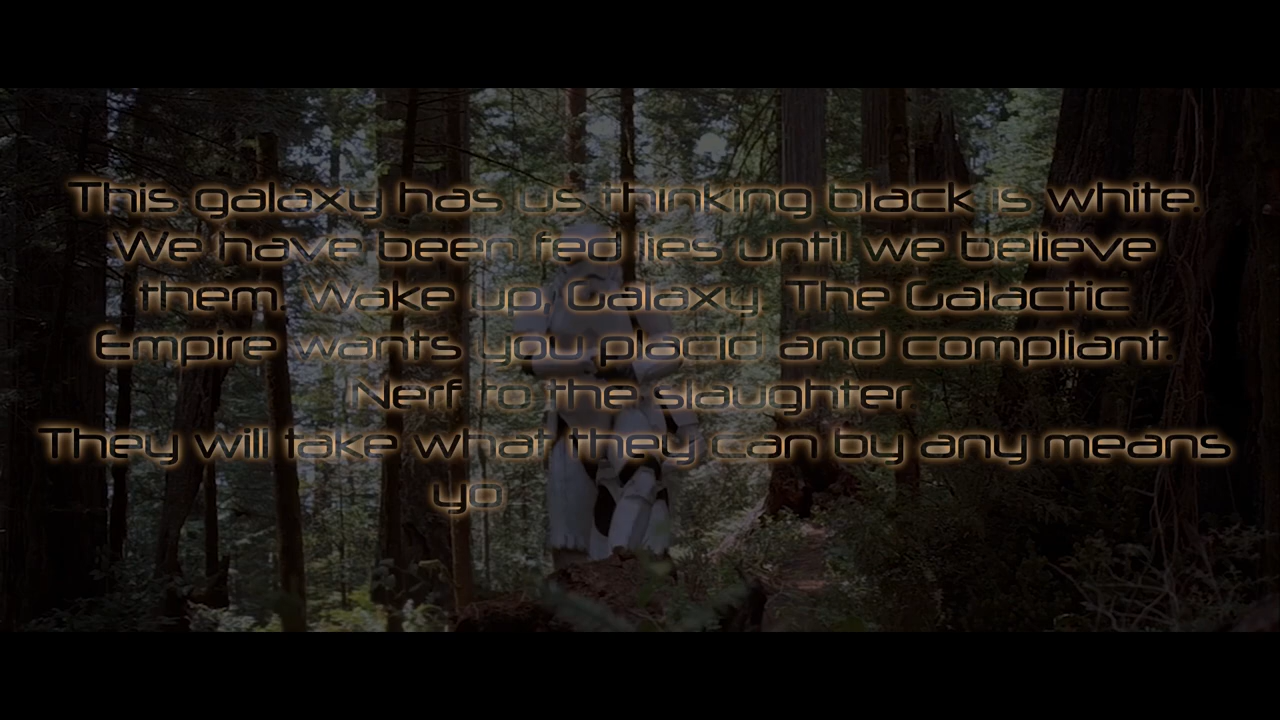 This galaxy has us thinking black is white.
We have been fed lies until we believe
them. Wake up, Galaxy. The Galactic
Empire wants you placid and compliant.
Nerf to the slaughter.
They will take what they can by any means
yo